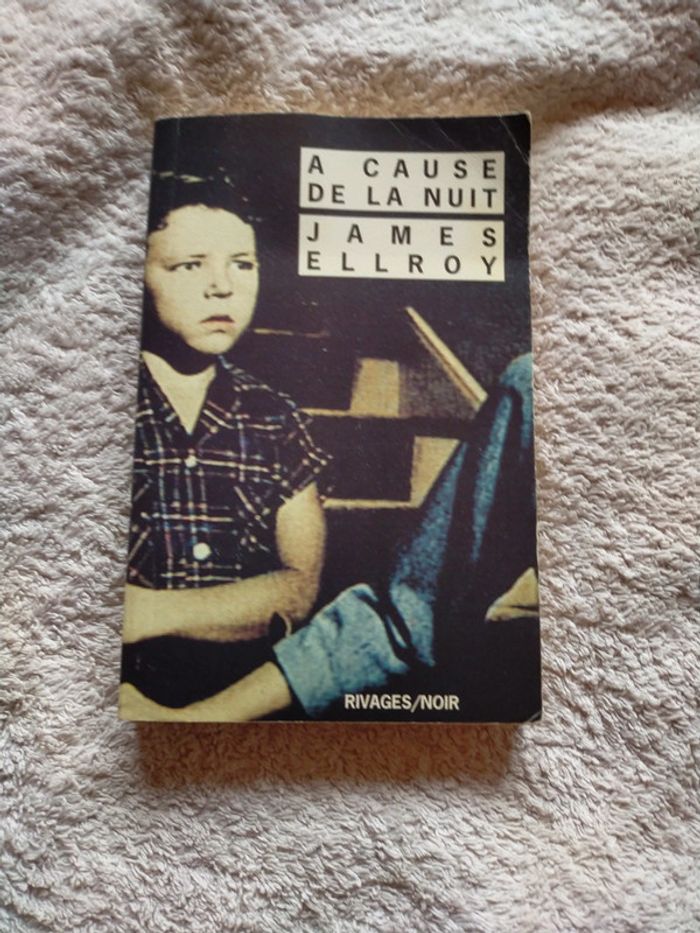 A CAUSE
DE LA NUIT
JAMES
ELLROY
RIVAGES/NOIR